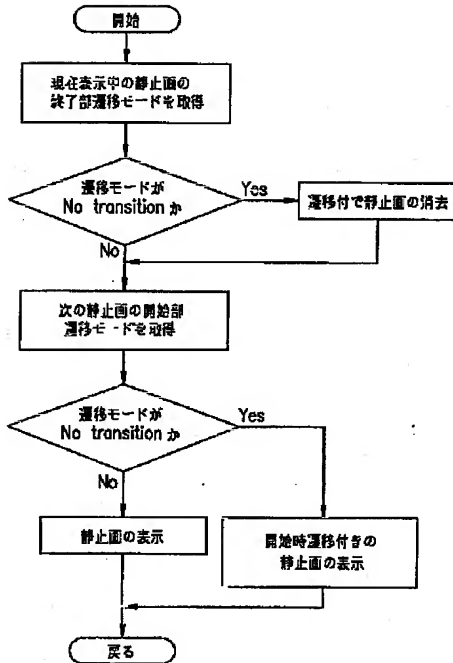 開始
現在表示中の静止画の
終了部遷移モードを取得
遷移モードが
No transition か
Yes
遷移付で静止画の消去
No
次の静止画の開始部
遷移モードを取得
遷移モードが
No transition か
Yes
No
静止画の表示
開始時遷移付きの
静止画の表示
戻る